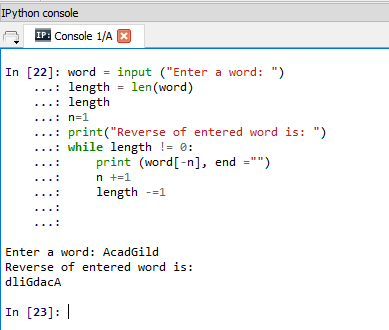 IPython console
IP: Console 1/A
In [22]: word = input ("Enter a word: ")
...: length = len(word)
...: length
...: n=1
...: print("Reverse of entered word is: ")
...: while length != 0:
...:     print (word[-n], end ="")
...:     n +=1
...:     length -=1
...:
...:
Enter a word: AcadGild
Reverse of entered word is:
dliGdacA
In [23]: